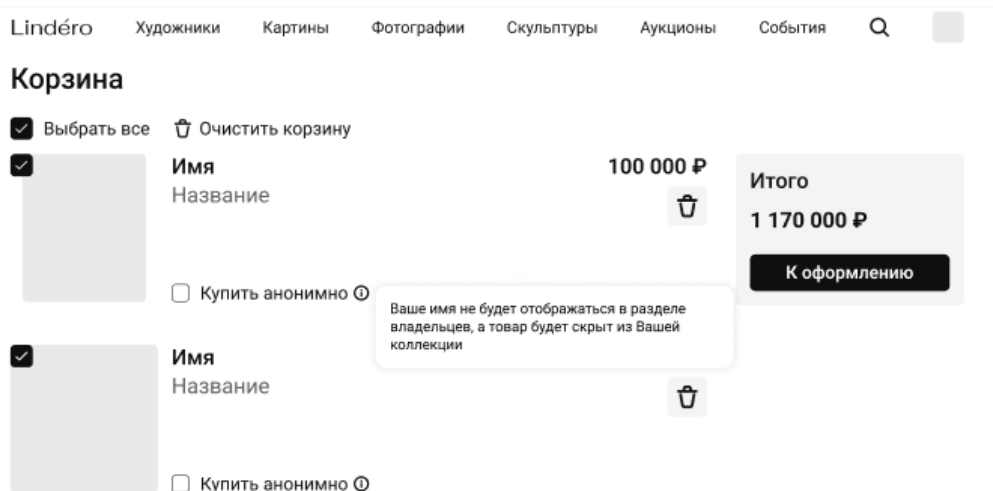 Lindéro Художники Картины Фотографии Скульптуры Аукционы События
Корзина
Выбрать все Очистить корзину
Имя
Название
100 000 ₽
Купить анонимно
Ваше имя не будет отображаться в разделе
владельцев, а товар будет скрыт из Вашей
коллекции
Имя
Название
Купить анонимно
Итого
1 170 000 ₽
К оформлению